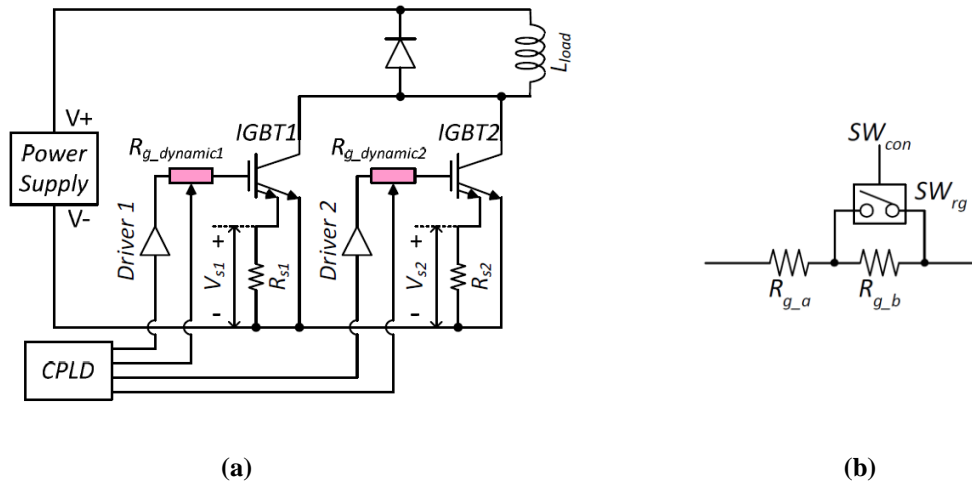 V+
Power
Supply
V-
R_g_dynamic1
IGBT1
R_g_dynamic2
IGBT2
L_load
Driver 1
+
V_s1
-
R_s1
Driver 2
+
V_s2
-
R_s2
CPLD
(a)
SW_con
SW_rg
R_g_a
R_g_b
(b)